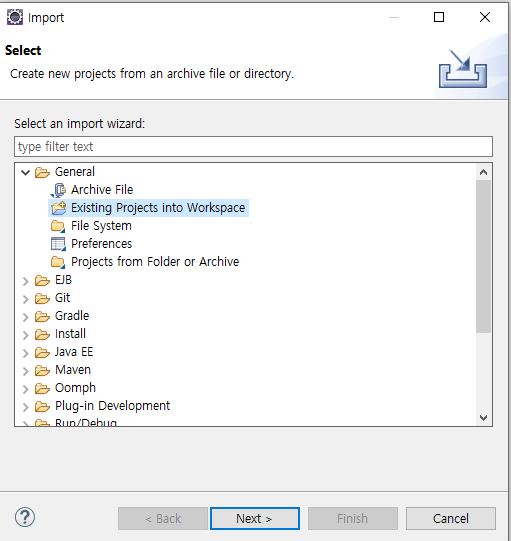 Import
Select
Create new projects from an archive file or directory.
Select an import wizard:
type filter text
General
Archive File
Existing Projects into Workspace
File System
Preferences
Projects from Folder or Archive
EJB
Git
Gradle
Install
Java EE
Maven
Oomph
Plug-in Development
Run/Debug
< Back
Next >
Finish
Cancel